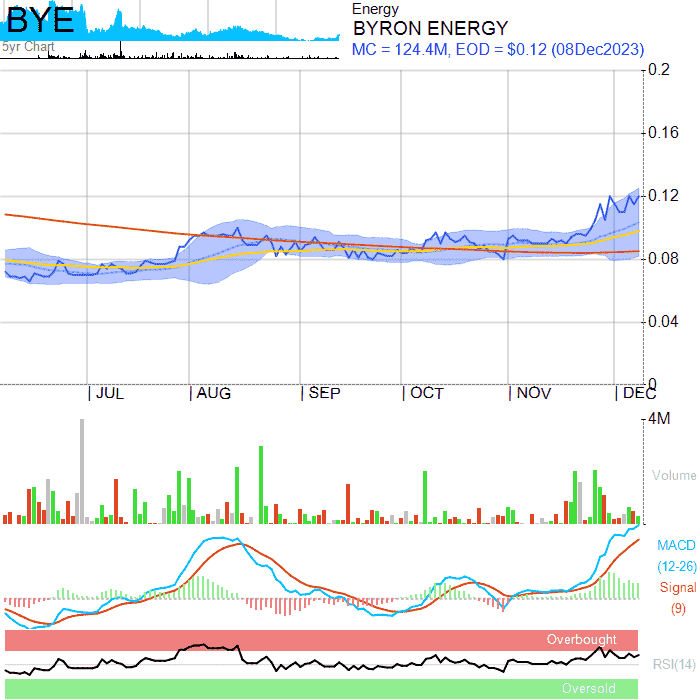 BYE
5yr Chart
Energy
BYRON ENERGY
MC = 124.4M, EOD = $0.12 (08Dec2023)
0.2
0.16
0.12
0.08
0.04
0
JUL AUG SEP OCT NOV DEC
4M
Volume
MACD
(12-26)
Signal
(9)
Overbought
RSI(14)
Oversold